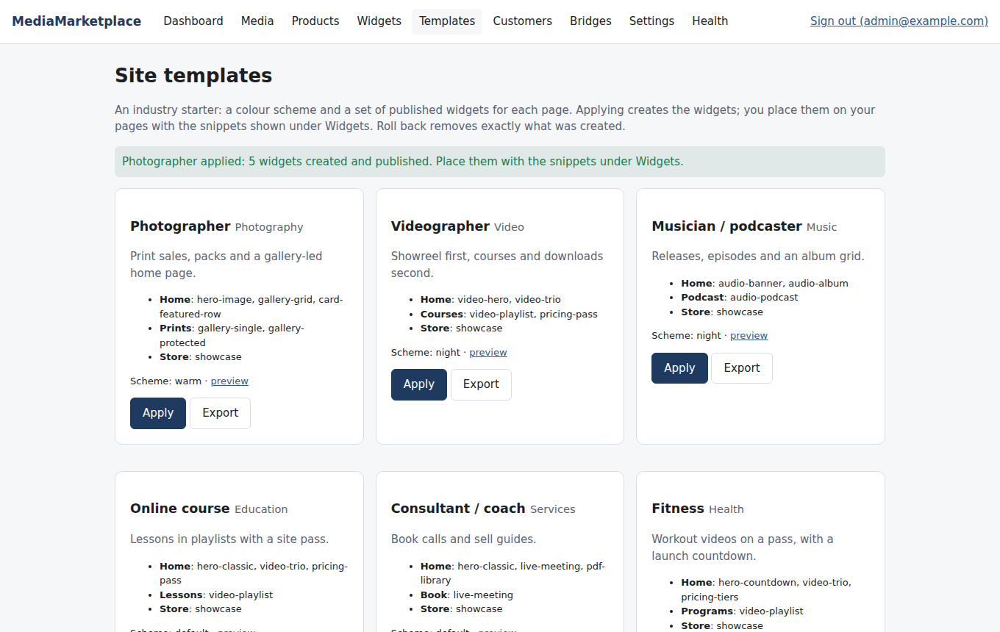 MediaMarketplace Dashboard Media Products Widgets Templates Customers Bridges Settings Health Sign out (admin@example.com)
Site templates
An industry starter: a colour scheme and a set of published widgets for each page. Applying creates the widgets; you place them on your
pages with the snippets shown under Widgets. Roll back removes exactly what was created.
Photographer applied: 5 widgets created and published. Place them with the snippets under Widgets.
Photographer Photography
Print sales, packs and a gallery-led
home page.
• Home: hero-image, gallery-grid, card-
featured-row
• Prints: gallery-single, gallery-
protected
• Store: showcase
Scheme: warm · preview
Apply Export
Videographer Video
Showreel first, courses and downloads
second.
• Home: video-hero, video-trio
• Courses: video-playlist, pricing-pass
• Store: showcase
Scheme: night · preview
Apply Export
Musician / podcaster Music
Releases, episodes and an album grid.
• Home: audio-banner, audio-album
• Podcast: audio-podcast
• Store: showcase
Scheme: night · preview
Apply Export
Online course Education
Lessons in playlists with a site pass.
• Home: hero-classic, video-trio, pricing-
pass
• Lessons: video-playlist
• Store: showcase
Scheme: default · preview
Consultant / coach Services
Book calls and sell guides.
• Home: hero-classic, live-meeting, pdf-
library
• Book: live-meeting
• Store: showcase
Scheme: default · preview
Fitness Health
Workout videos on a pass, with a
launch countdown.
• Home: hero-countdown, video-trio,
pricing-tiers
• Programs: video-playlist
• Store: showcase